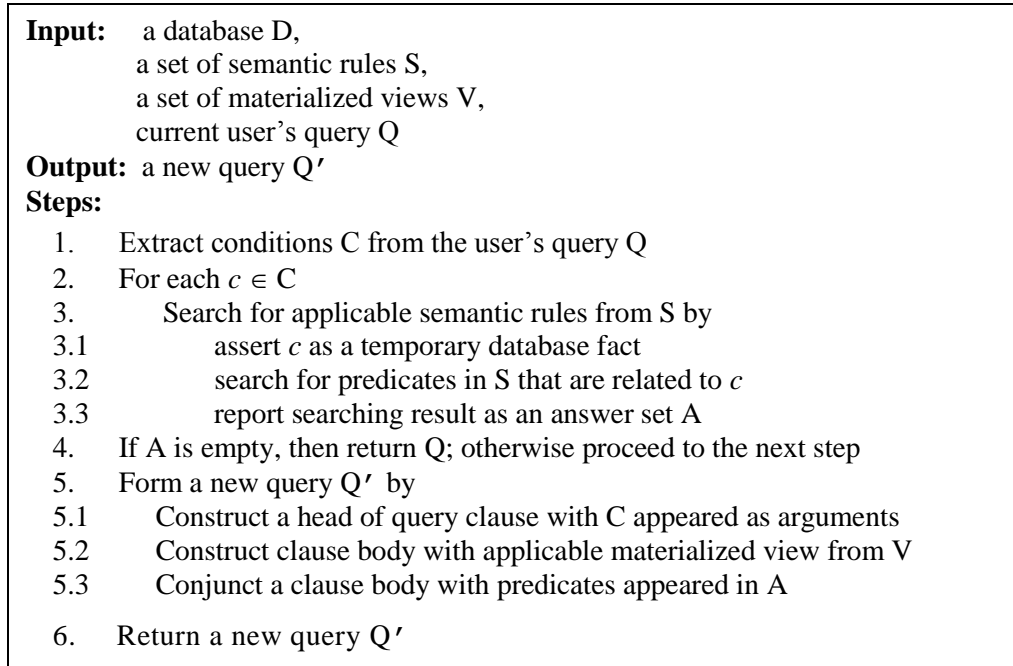 Input: a database D,
a set of semantic rules S,
a set of materialized views V,
current user's query Q
Output: a new query Q′
Steps:
1. Extract conditions C from the user's query Q
2. For each c ∈ C
3. Search for applicable semantic rules from S by
3.1 assert c as a temporary database fact
3.2 search for predicates in S that are related to c
3.3 report searching result as an answer set A
4. If A is empty, then return Q; otherwise proceed to the next step
5. Form a new query Q′ by
5.1 Construct a head of query clause with C appeared as arguments
5.2 Construct clause body with applicable materialized view from V
5.3 Conjunct a clause body with predicates appeared in A
6. Return a new query Q′